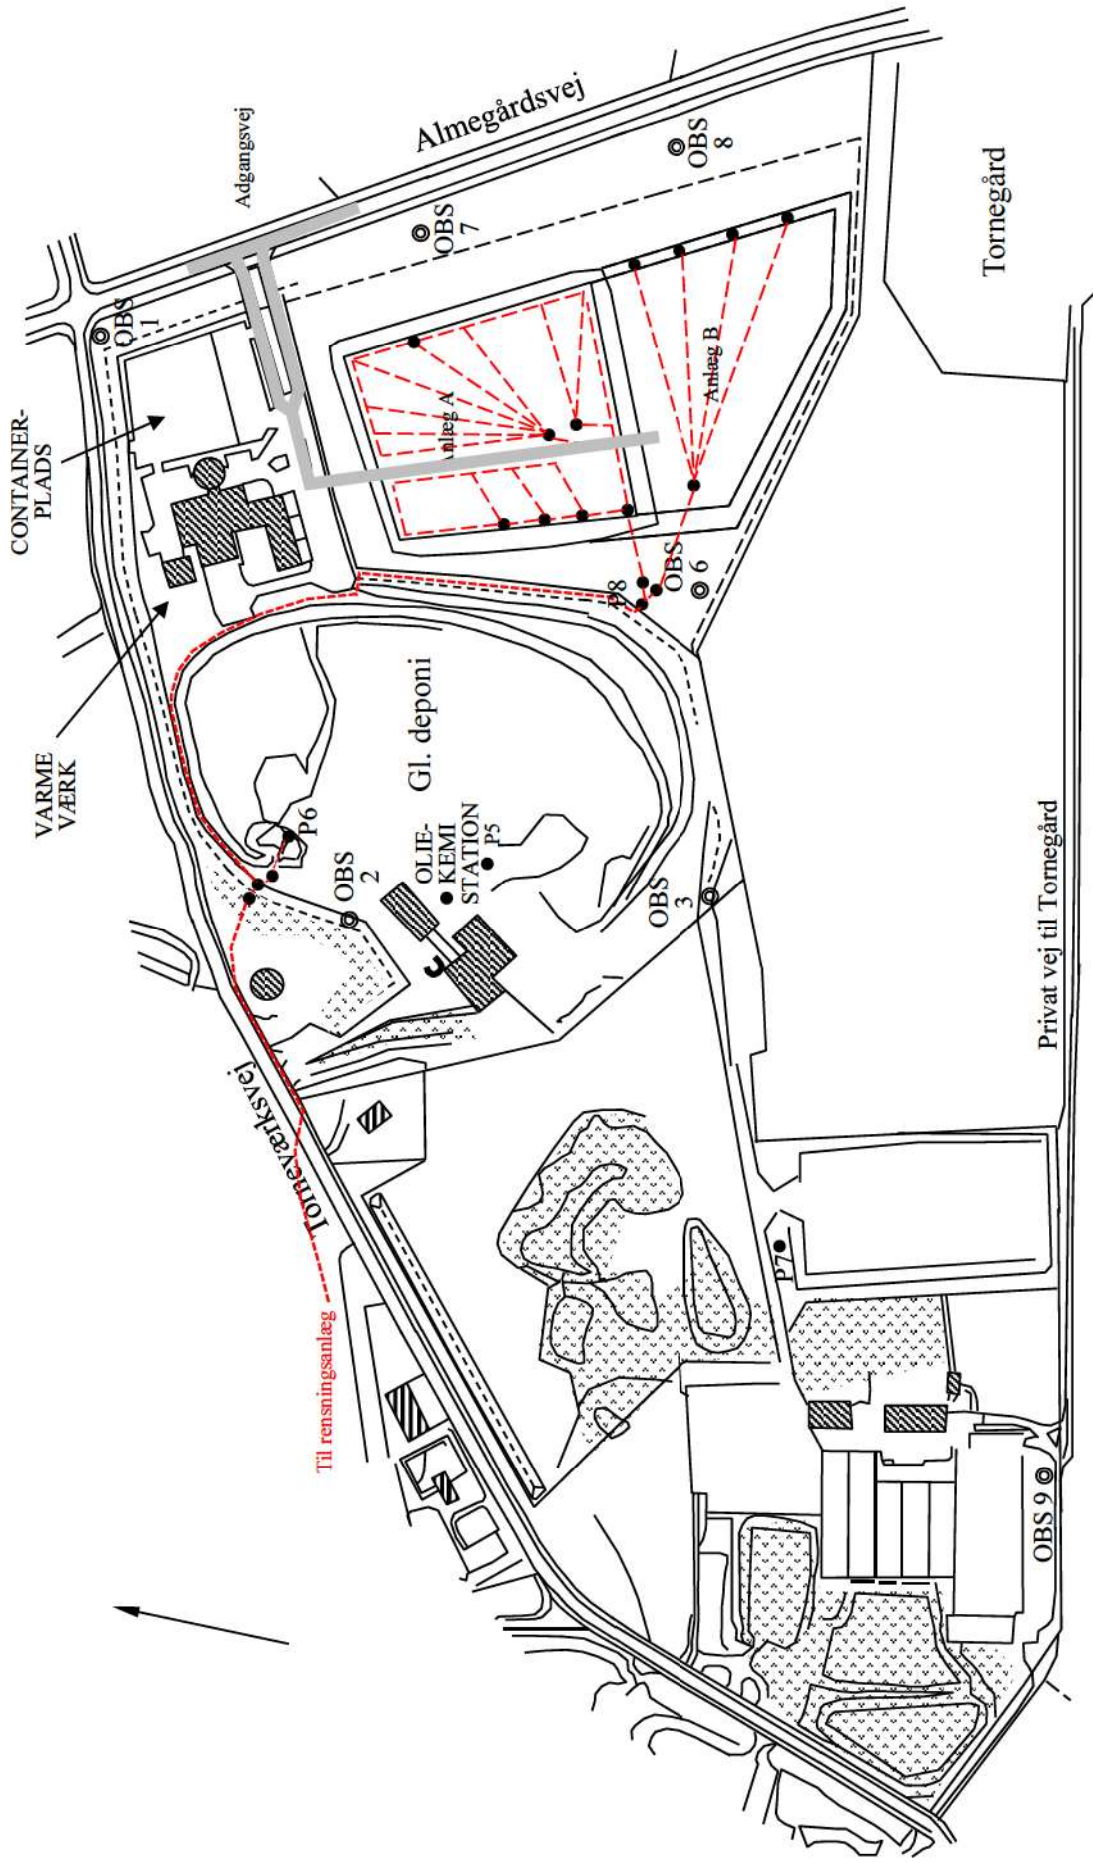 CONTAINER-
PLADS
VARME
VÆRK
Adgangsvej
Almegårdsvej
OBS
1
OBS
7
OBS
8
Anlæg B
OBS
6
P8
Tornegård
Gl. deponi
P6
OBS
2
OLIE-
KEMI
STATION
P5
OBS
3
Torneværksvej
Til rensningsanlæg
P7
Privat vej til Tornegård
OBS 9